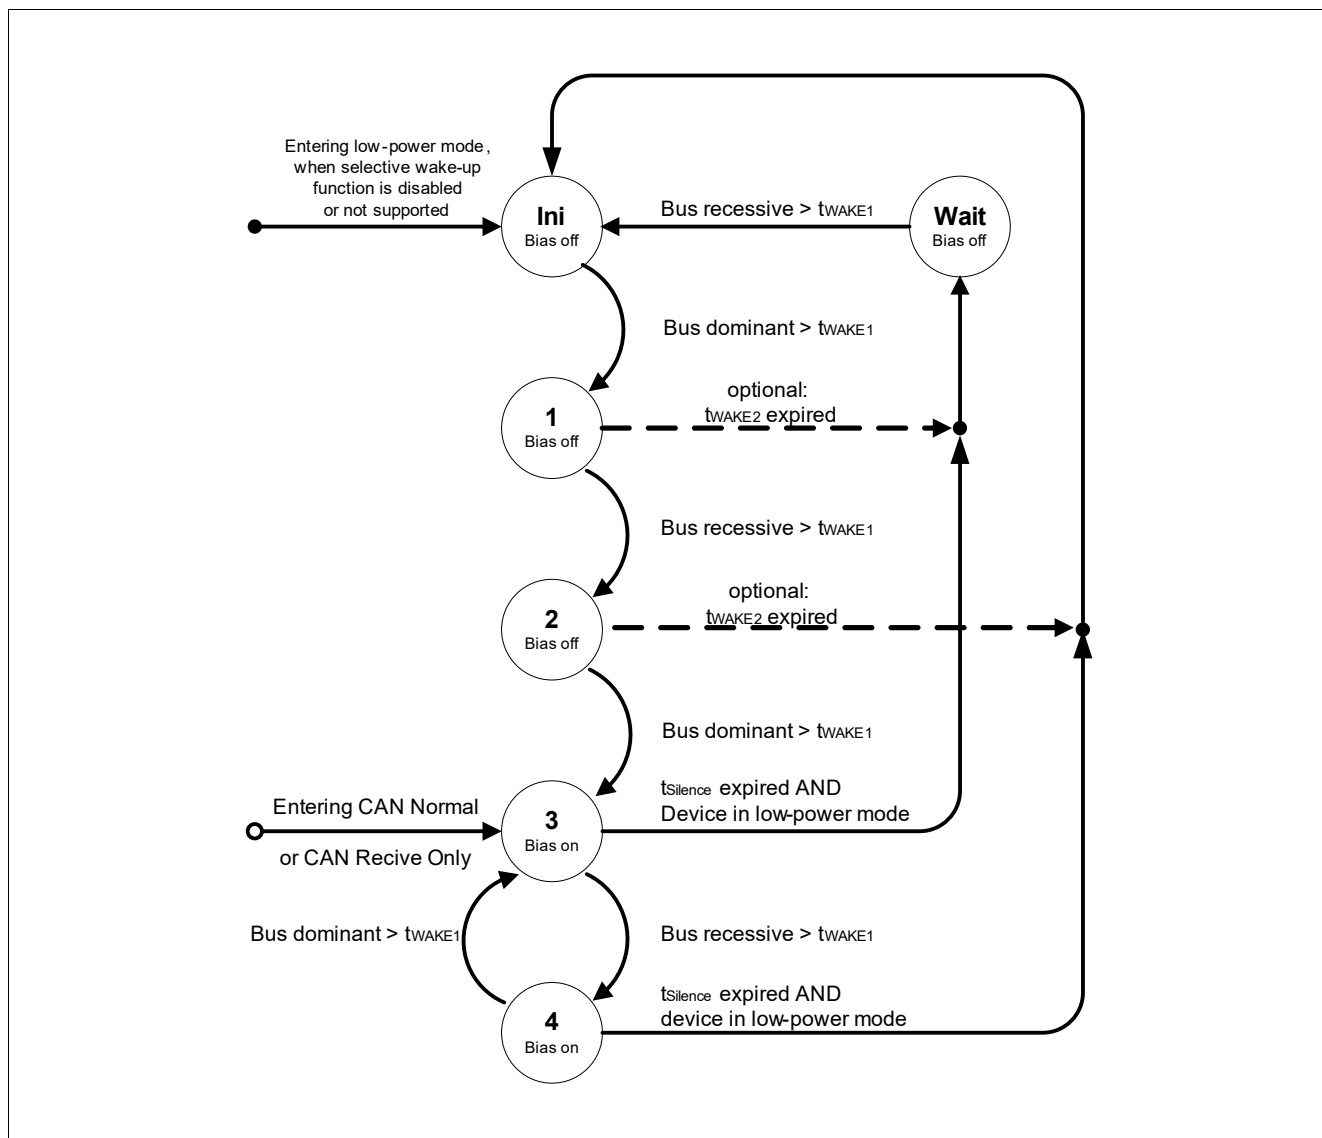 Entering low-power mode,
when selective wake-up
function is disabled
or not supported
Ini
Bias off
Bus recessive > tWAKE1
Wait
Bias off
Bus dominant > tWAKE1
optional:
tWAKE2 expired
1
Bias off
Bus recessive > tWAKE1
optional:
tWAKE2 expired
2
Bias off
Bus dominant > tWAKE1
tSilence expired AND
Device in low-power mode
Entering CAN Normal
or CAN Recive Only
3
Bias on
Bus dominant > tWAKE1
Bus recessive > tWAKE1
tSilence expired AND
device in low-power mode
4
Bias on